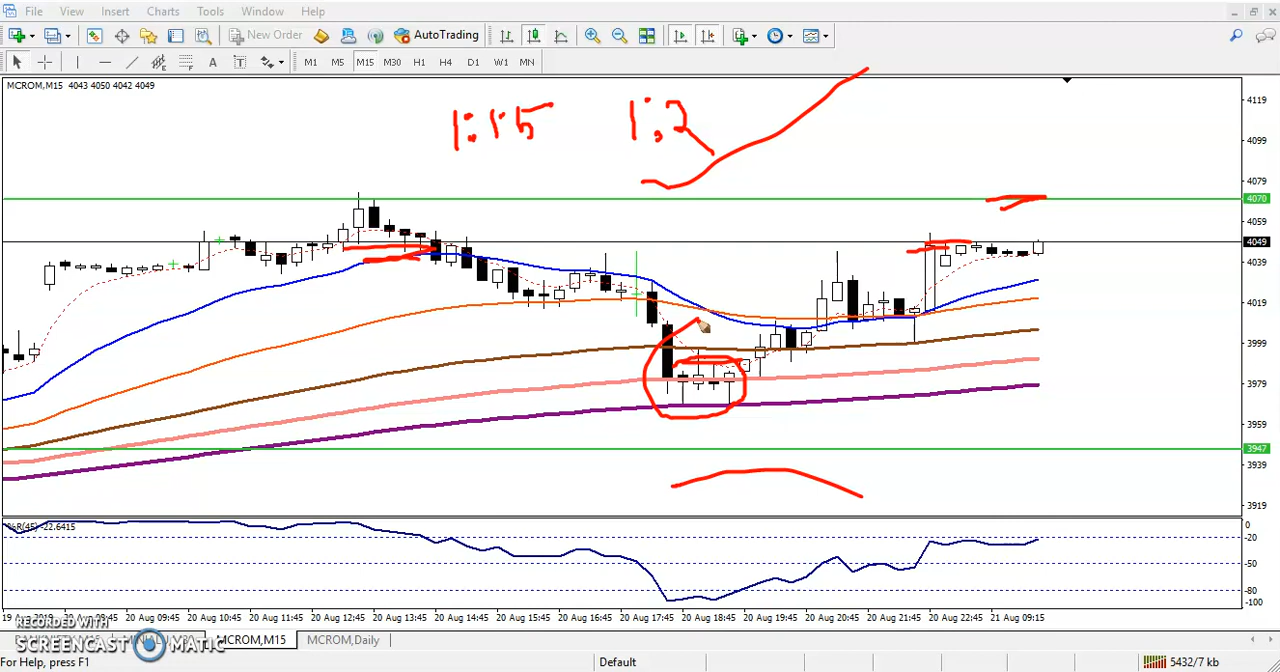 File View Insert Charts Tools Window Help
New Order AutoTrading
A T M1 M5 M15 M30 H1 H4 D1 W1 MN
MCROM,M15 4043 4050 4042 4049
1:1.5 1:2
4119
4099
4079
4070
4059
4049
4039
4019
3999
3979
3959
3947
3939
3919
%R(45) -22.6415
0
-20
-50
-80
-100
20 Aug 08:45 20 Aug 09:45 20 Aug 10:45 20 Aug 11:45 20 Aug 12:45 20 Aug 13:45 20 Aug 14:45 20 Aug 15:45 20 Aug 16:45 20 Aug 17:45 20 Aug 18:45 20 Aug 19:45 20 Aug 20:45 20 Aug 21:45 20 Aug 22:45 21 Aug 09:15
RECORDED WITH
SCREENCAST MATIC
MCROM,M15 MCROM,Daily
For Help, press F1 Default 5432/7 kb